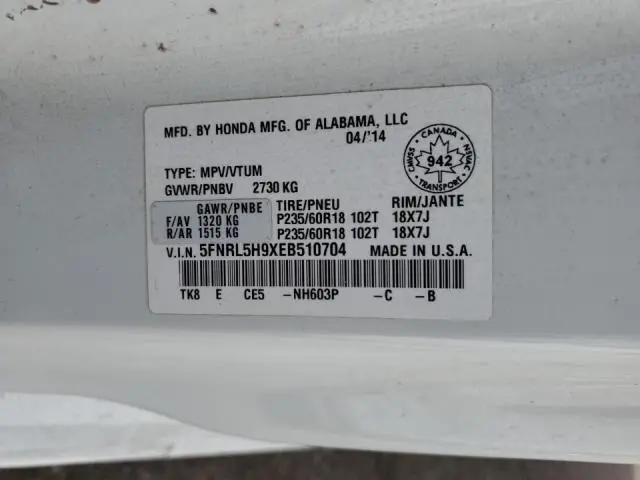 MFD. BY HONDA MFG. OF ALABAMA, LLC
04/'14
CANADA
CMVSS NSVAC
942
TRANSPORT
TYPE: MPV/VTUM
GVWR/PNBV 2730 KG
GAWR/PNBE TIRE/PNEU RIM/JANTE
F/AV 1320 KG P235/60R18 102T 18X7J
R/AR 1515 KG P235/60R18 102T 18X7J
V.I.N. 5FNRL5H9XEB510704 MADE IN U.S.A.
TK8 E CE5 -NH603P -C -B